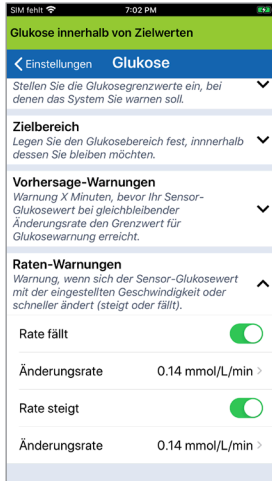 SIM fehlt 7:02 PM
Glukose innerhalb von Zielwerten
Einstellungen Glukose
Stellen Sie die Glukosegrenzwerte ein, bei
denen das System Sie warnen soll.
Zielbereich
Legen Sie den Glukosebereich fest, innnerhalb
dessen Sie bleiben möchten.
Vorhersage-Warnungen
Warnung X Minuten, bevor Ihr Sensor-
Glukosewert bei gleichbleibender
Änderungsrate den Grenzwert für
Glukosewarnung erreicht.
Raten-Warnungen
Warnung, wenn sich der Sensor-Glukosewert
mit der eingestellten Geschwindigkeit oder
schneller ändert (steigt oder fällt).
Rate fällt
Änderungsrate 0.14 mmol/L/min
Rate steigt
Änderungsrate 0.14 mmol/L/min